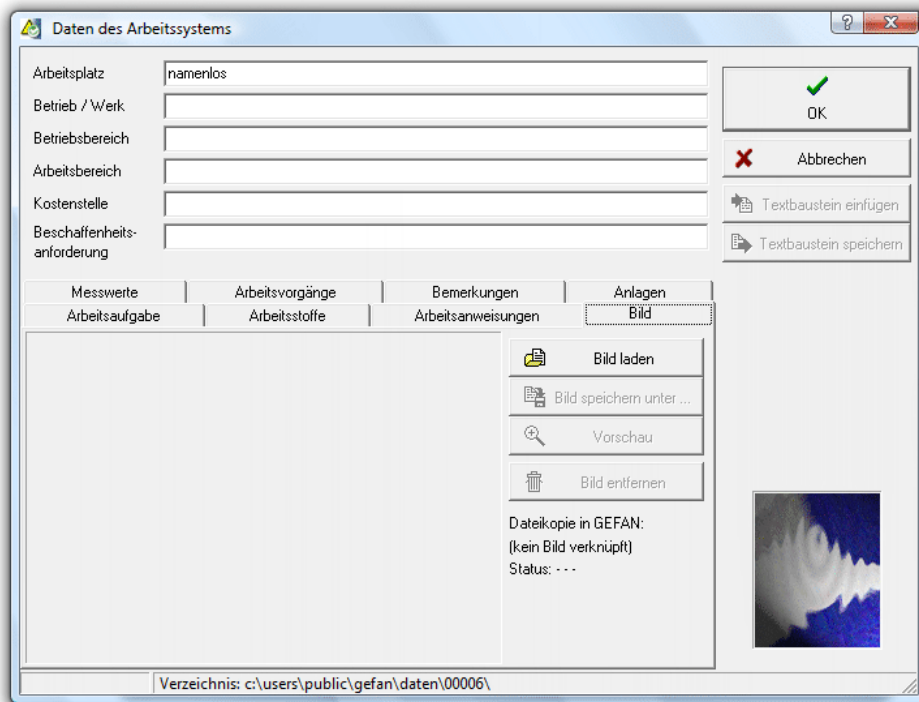 Daten des Arbeitssystems
Arbeitsplatz namenlos
Betrieb / Werk
Betriebsbereich
Arbeitsbereich
Kostenstelle
Beschaffenheits-
anforderung
OK
Abbrechen
Textbaustein einfügen
Textbaustein speichern
Messwerte Arbeitsvorgänge Bemerkungen Anlagen
Arbeitsaufgabe Arbeitsstoffe Arbeitsanweisungen Bild
Bild laden
Bild speichern unter ...
Vorschau
Bild entfernen
Dateikopie in GEFAN:
(kein Bild verknüpft)
Status: - - -
Verzeichnis: c:\users\public\gefan\daten\00006\